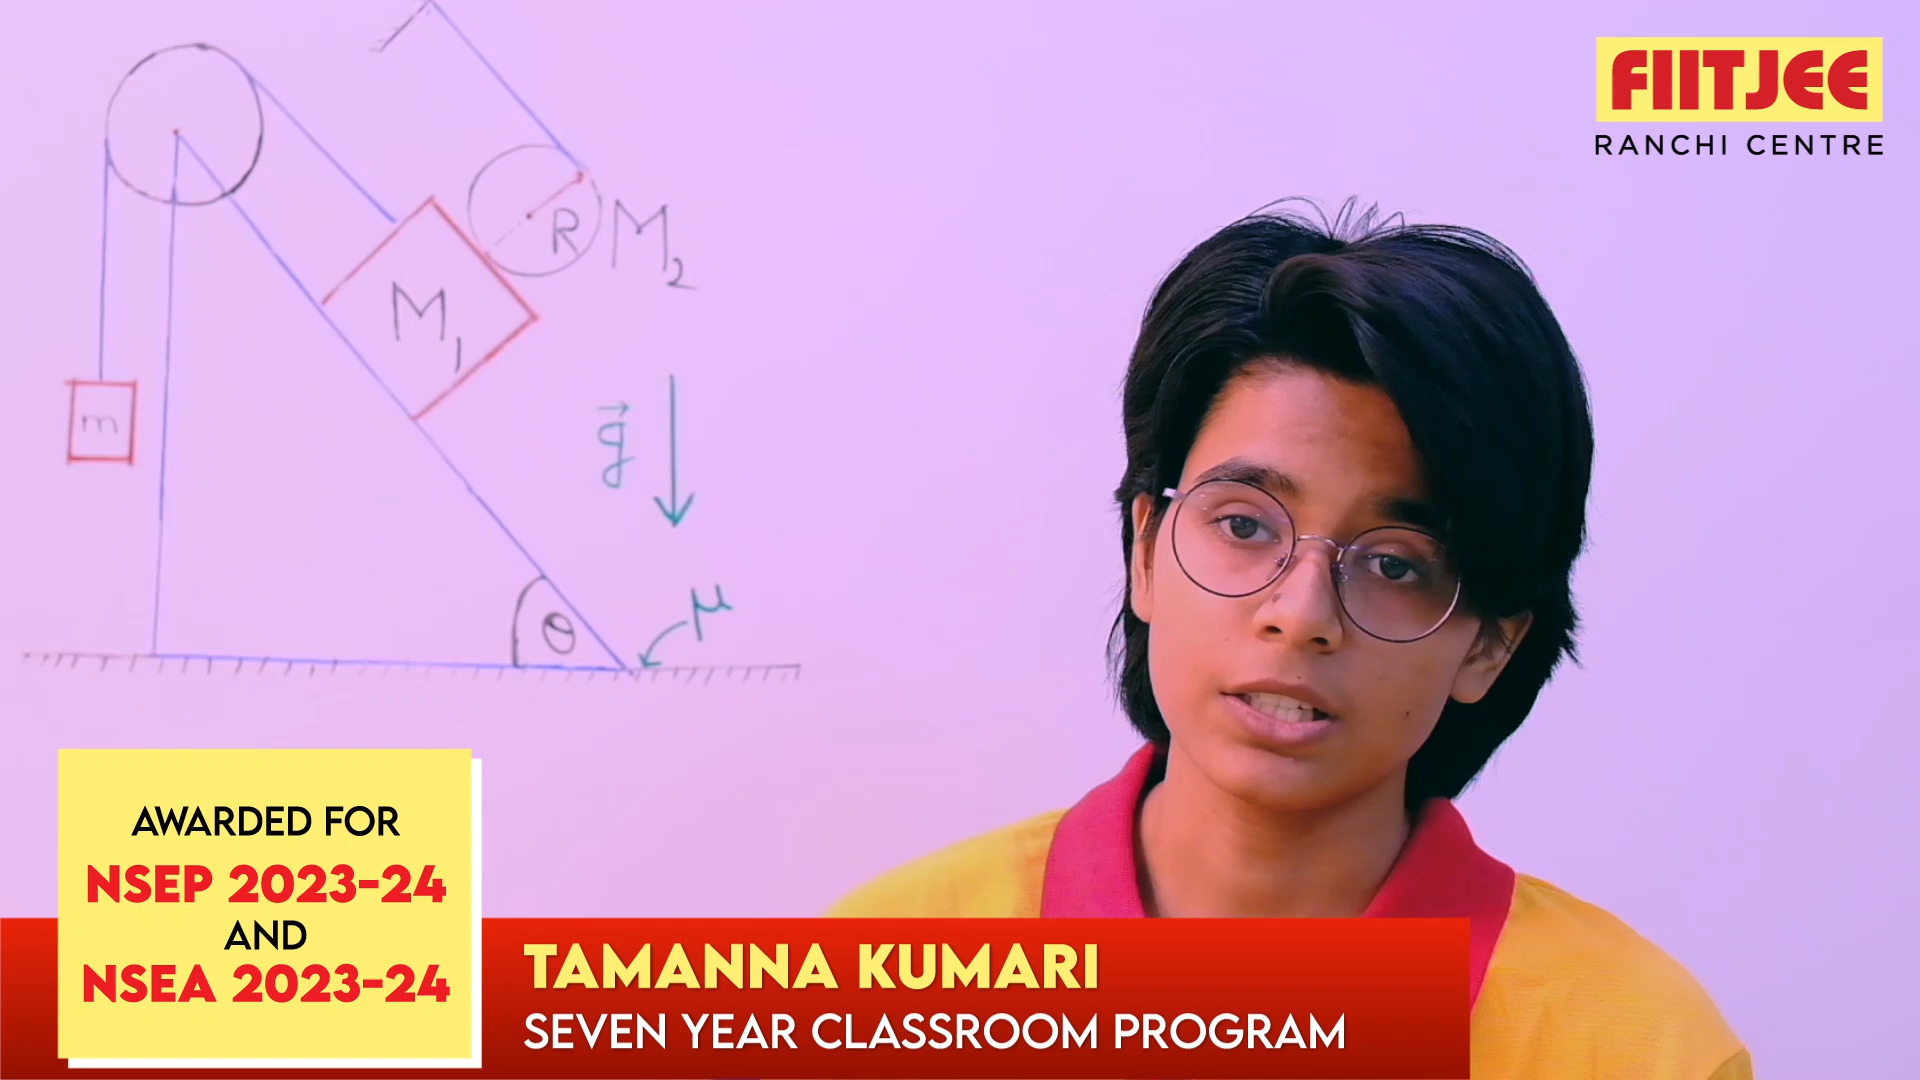 FIITJEE
RANCHI CENTRE
R
M₂
M₁
m
g⃗
θ
μ
AWARDED FOR
NSEP 2023-24
AND
NSEA 2023-24
TAMANNA KUMARI
SEVEN YEAR CLASSROOM PROGRAM